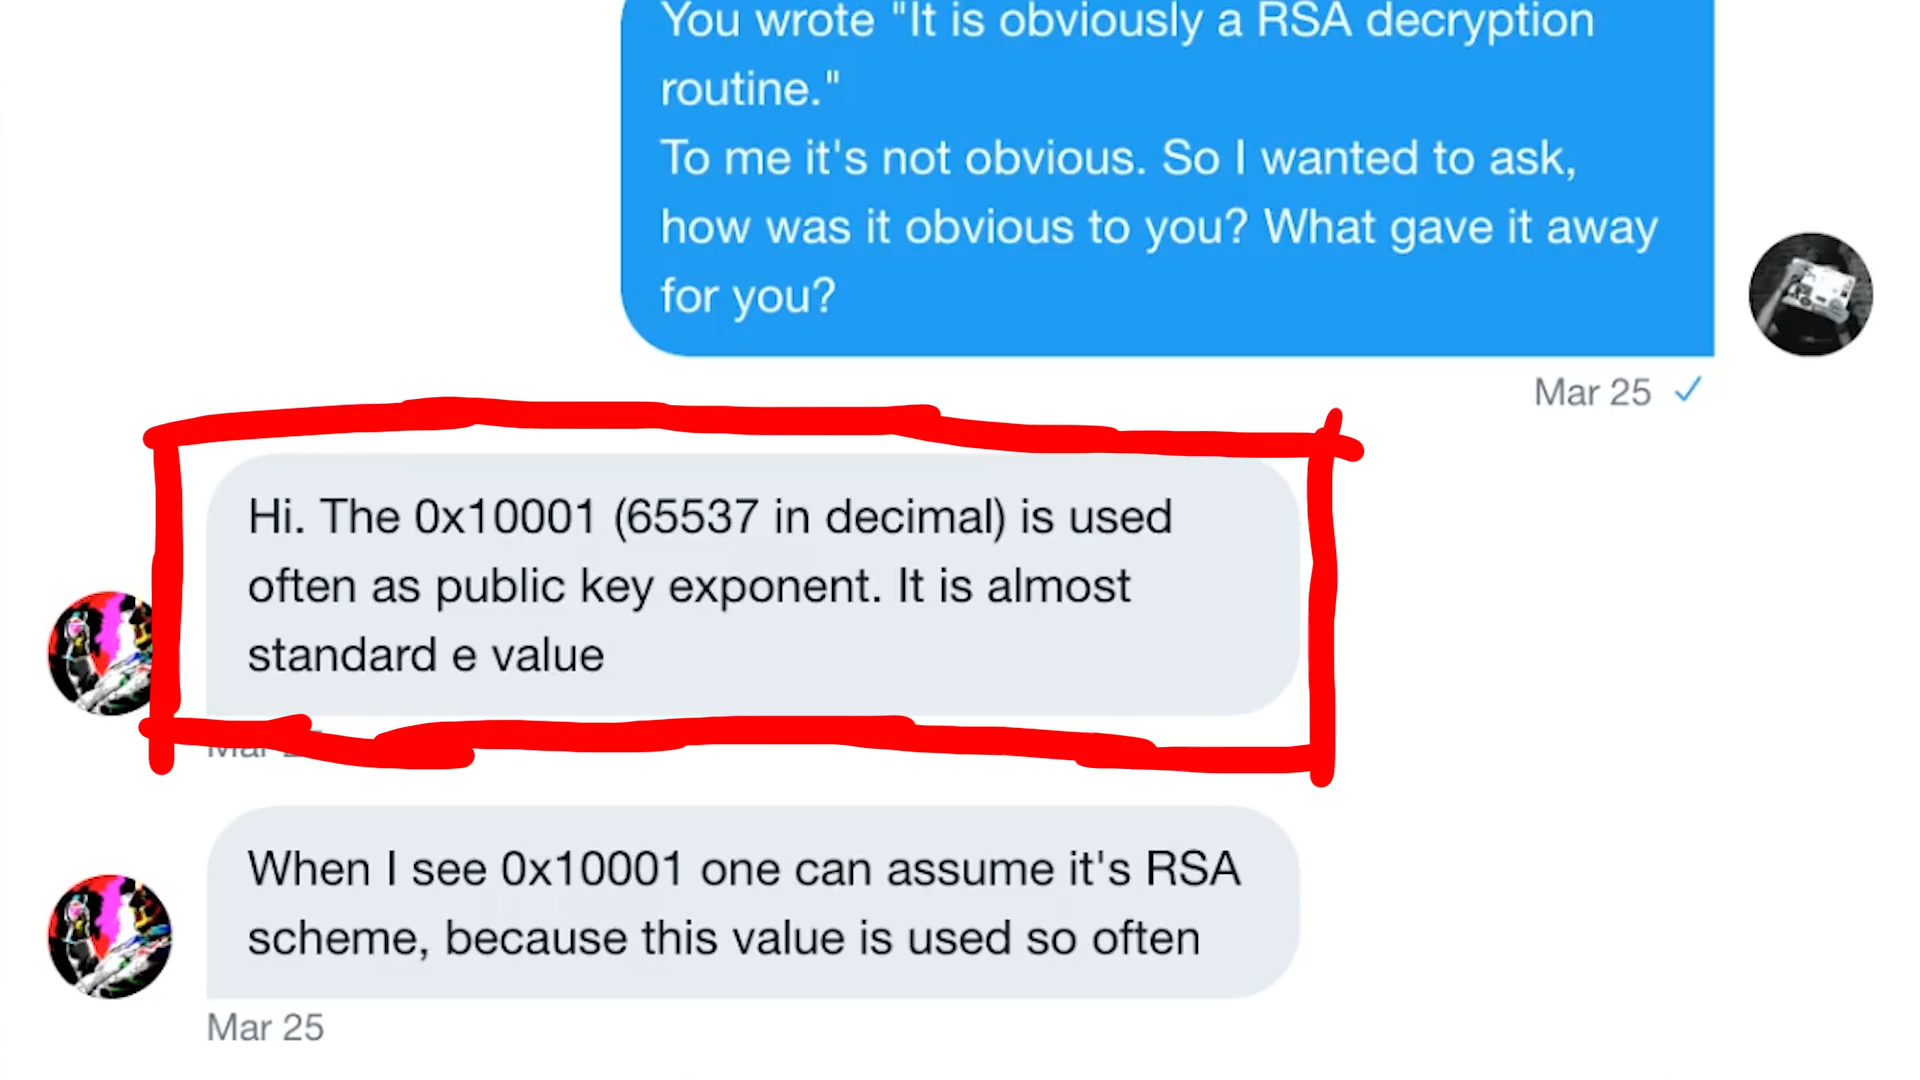 You wrote "It is obviously a RSA decryption
routine."
To me it's not obvious. So I wanted to ask,
how was it obvious to you? What gave it away
for you?
Mar 25
Hi. The 0x10001 (65537 in decimal) is used
often as public key exponent. It is almost
standard e value
Mar
When I see 0x10001 one can assume it's RSA
scheme, because this value is used so often
Mar 25